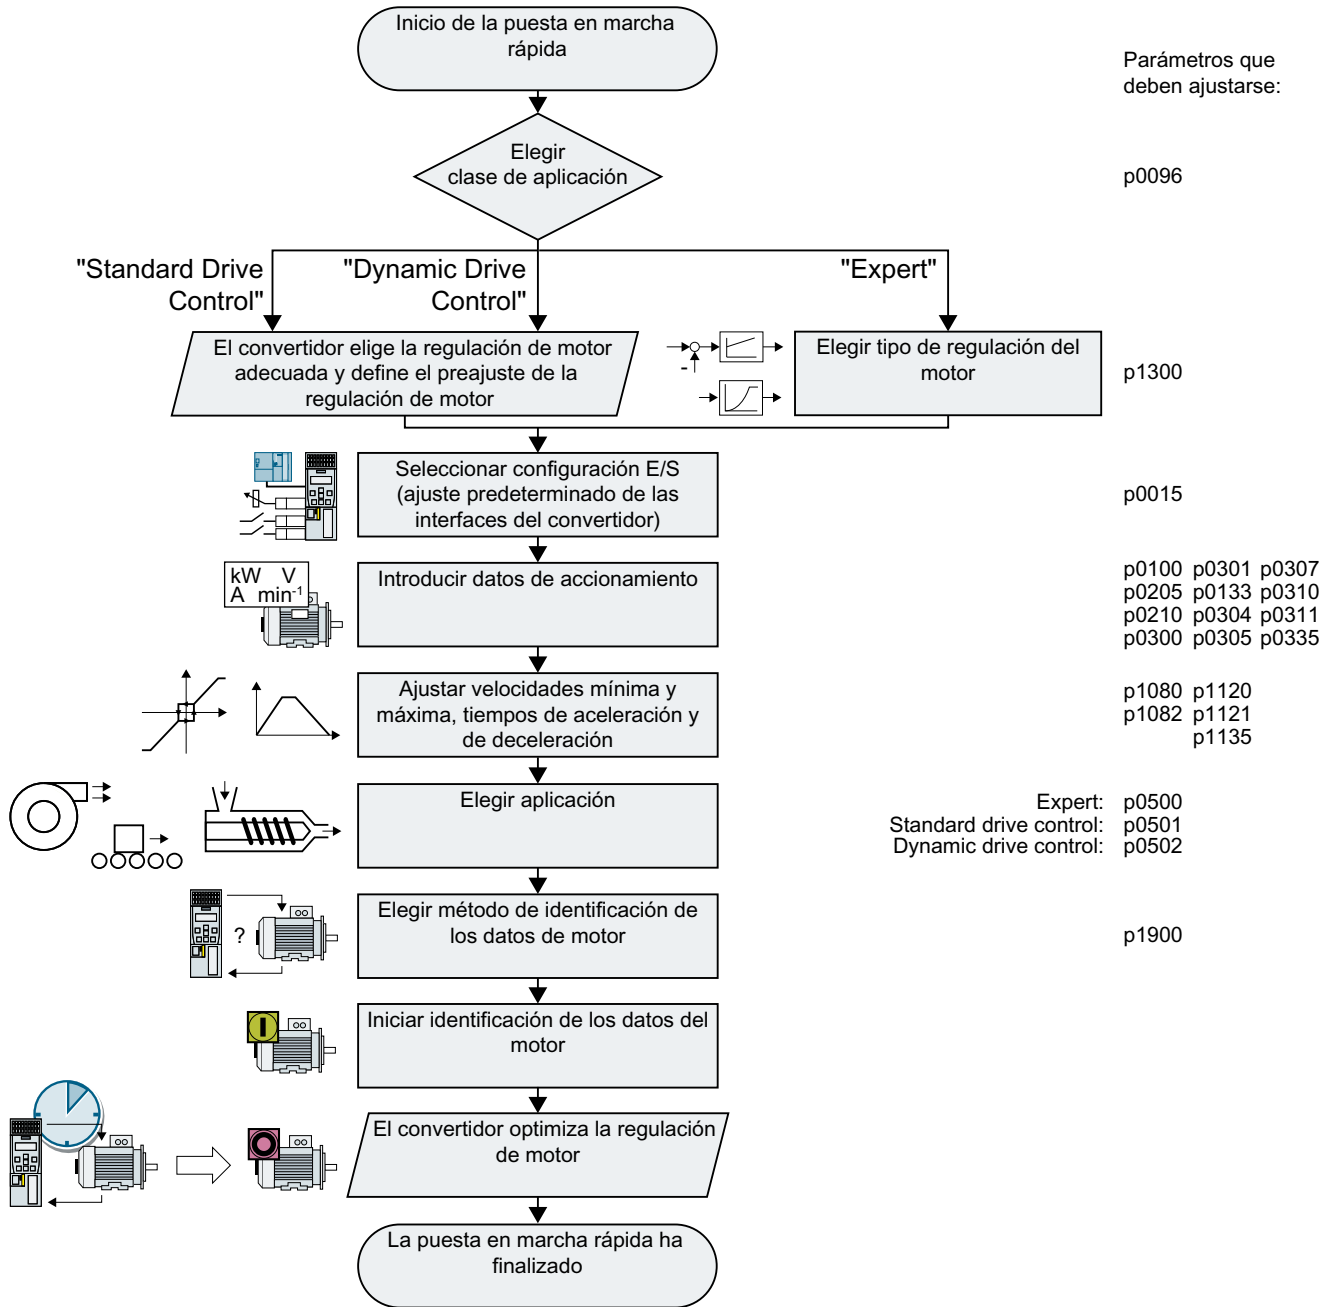 Inicio de la puesta en marcha
rápida
Parámetros que
deben ajustarse:
Elegir
clase de aplicación
p0096
"Standard Drive
Control"
"Dynamic Drive
Control"
"Expert"
El convertidor elige la regulación de motor
adecuada y define el preajuste de la
regulación de motor
-
Elegir tipo de regulación del
motor
p1300
Seleccionar configuración E/S
(ajuste predeterminado de las
interfaces del convertidor)
p0015
kW V
A min-1
Introducir datos de accionamiento
p0100 p0301 p0307
p0205 p0133 p0310
p0210 p0304 p0311
p0300 p0305 p0335
Ajustar velocidades mínima y
máxima, tiempos de aceleración y
de deceleración
p1080 p1120
p1082 p1121
p1135
Elegir aplicación
Expert: p0500
Standard drive control: p0501
Dynamic drive control: p0502
?
Elegir método de identificación de
los datos de motor
p1900
Iniciar identificación de los datos del
motor
El convertidor optimiza la regulación
de motor
La puesta en marcha rápida ha
finalizado